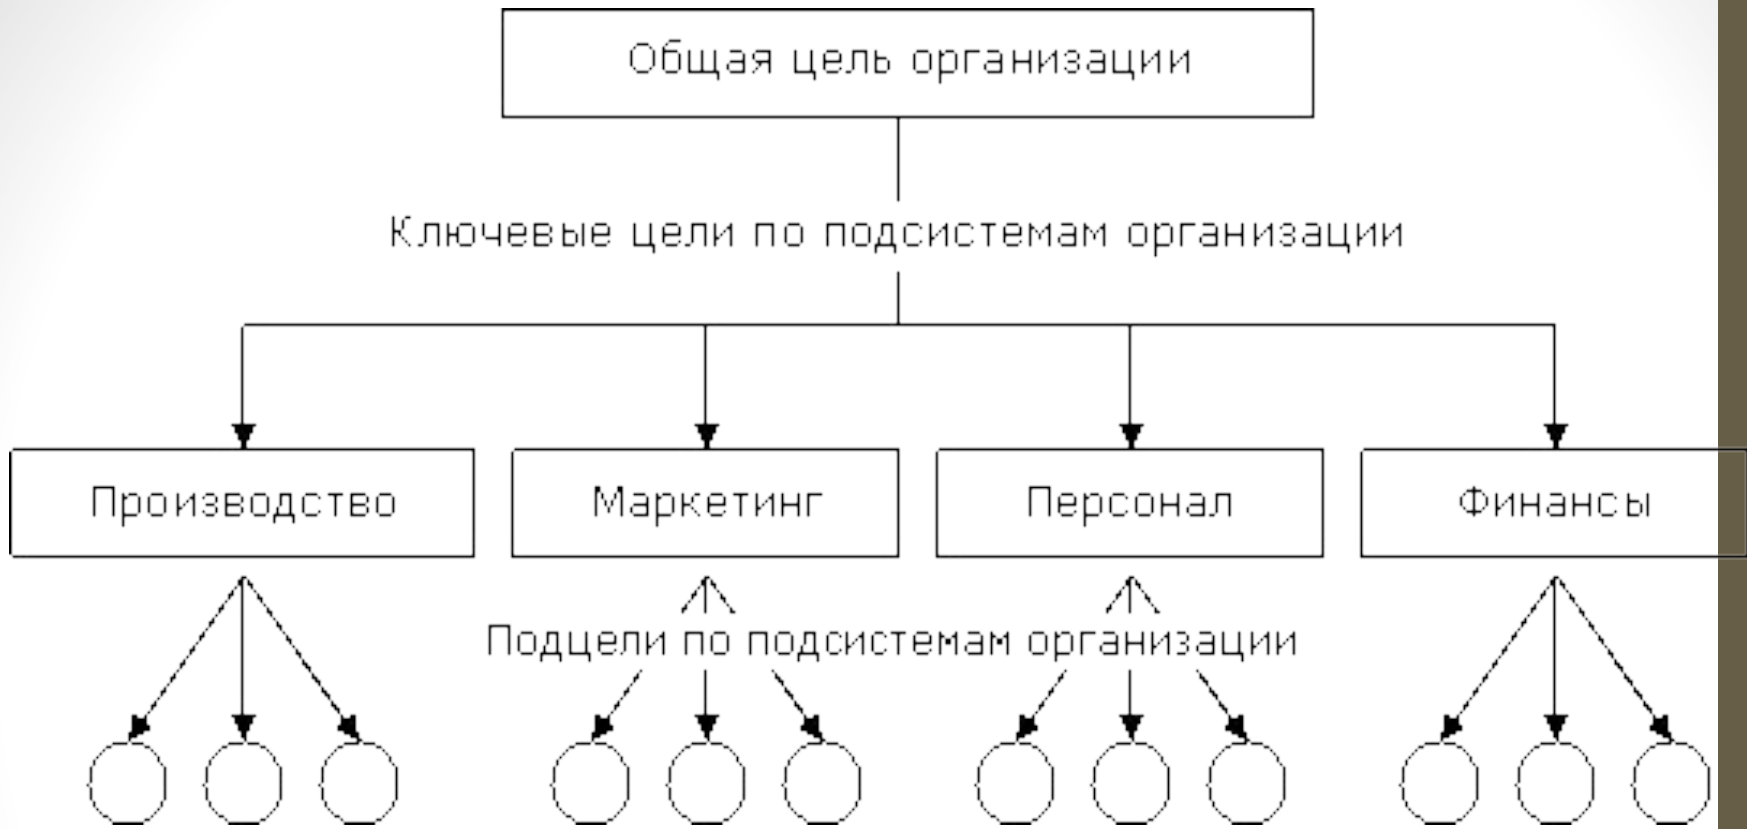 Общая цель организации
Ключевые цели по подсистемам организации
Производство
Маркетинг
Персонал
Финансы
Подцели по подсистемам организации